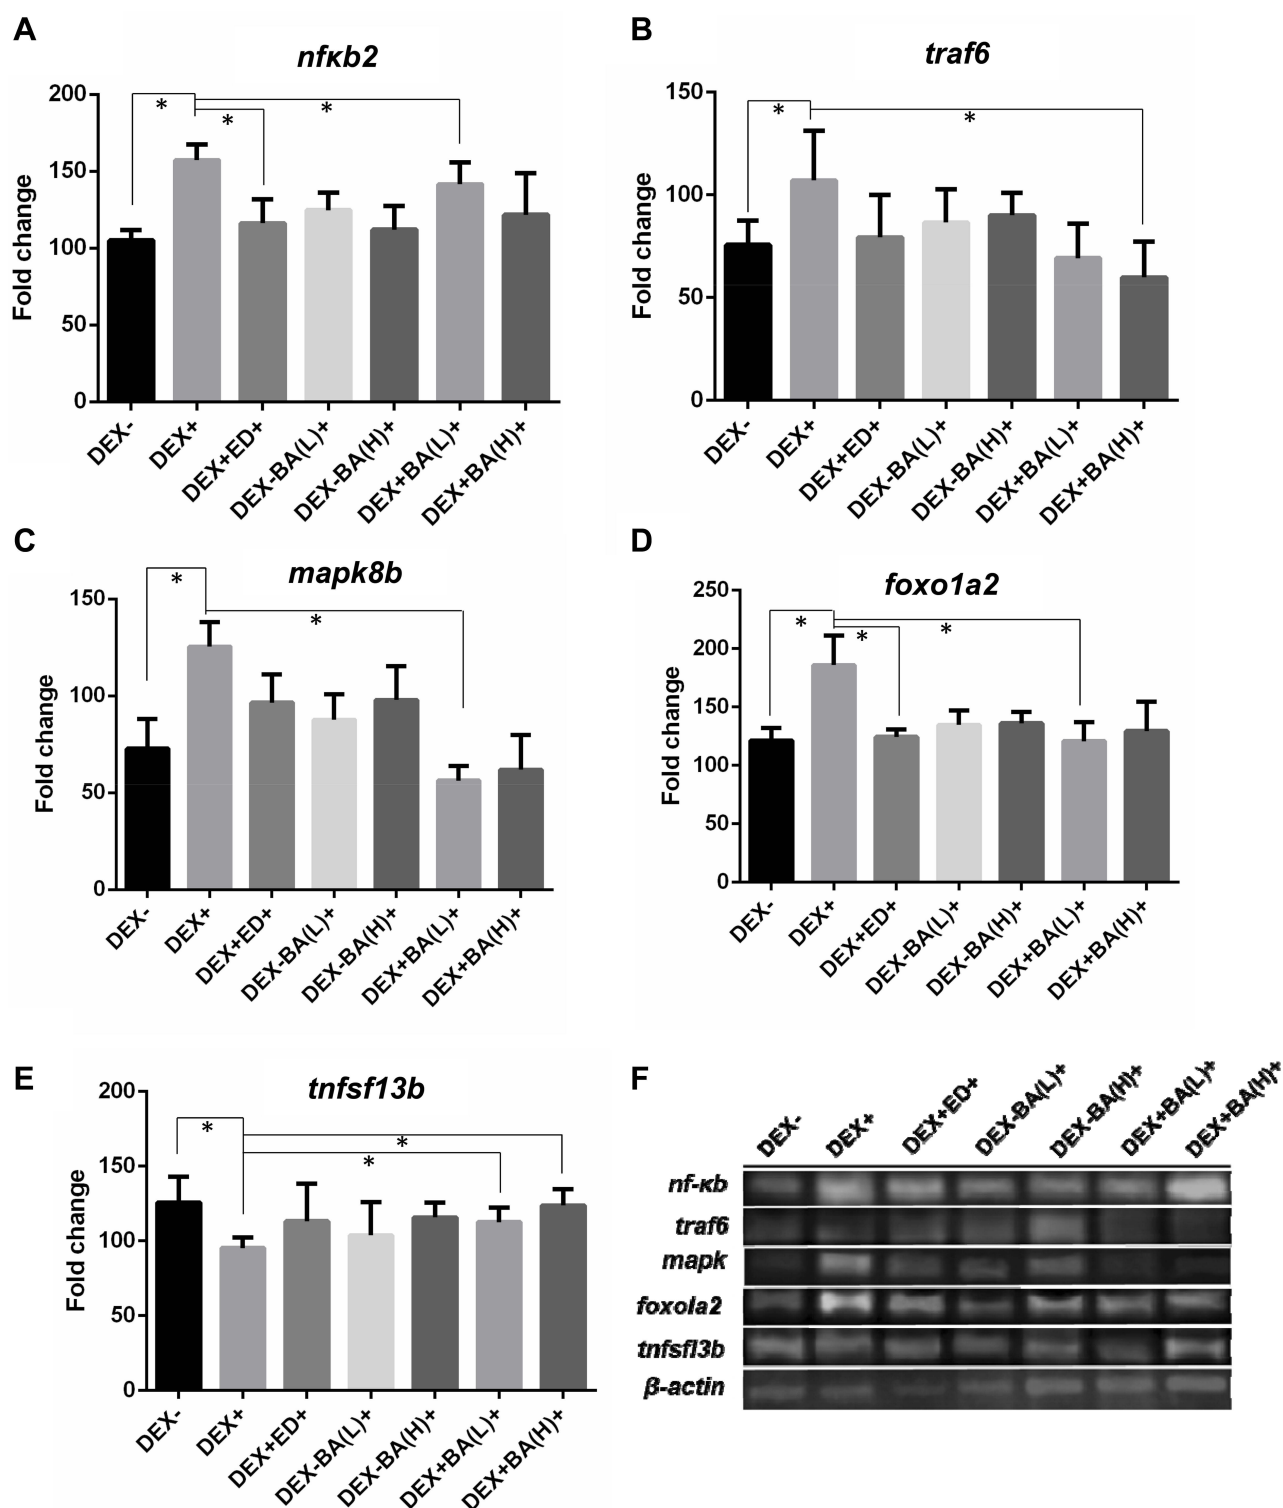 A
nfκb2
200
150
100
50
0
Fold change
*
*
*
DEX-
DEX+
DEX+ED+
DEX-BA(L)+
DEX-BA(H)+
DEX+BA(L)+
DEX+BA(H)+
B
traf6
150
100
50
0
Fold change
*
*
DEX-
DEX+
DEX+ED+
DEX-BA(L)+
DEX-BA(H)+
DEX+BA(L)+
DEX+BA(H)+
C
mapk8b
150
100
50
0
Fold change
*
*
DEX-
DEX+
DEX+ED+
DEX-BA(L)+
DEX-BA(H)+
DEX+BA(L)+
DEX+BA(H)+
D
foxo1a2
250
200
150
100
50
0
Fold change
*
*
*
DEX-
DEX+
DEX+ED+
DEX-BA(L)+
DEX-BA(H)+
DEX+BA(L)+
DEX+BA(H)+
E
tnfsf13b
200
150
100
50
0
Fold change
*
*
*
DEX-
DEX+
DEX+ED+
DEX-BA(L)+
DEX-BA(H)+
DEX+BA(L)+
DEX+BA(H)+
F
DEX-
DEX+
DEX+ED+
DEX-BA(L)+
DEX-BA(H)+
DEX+BA(L)+
DEX+BA(H)+
nf-κb
traf6
mapk
foxola2
tnfsfl3b
β-actin